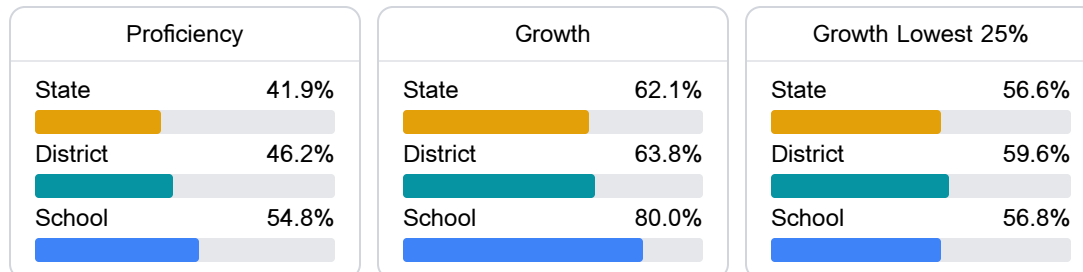 Proficiency
State 41.9%
District 46.2%
School 54.8%
Growth
State 62.1%
District 63.8%
School 80.0%
Growth Lowest 25%
State 56.6%
District 59.6%
School 56.8%